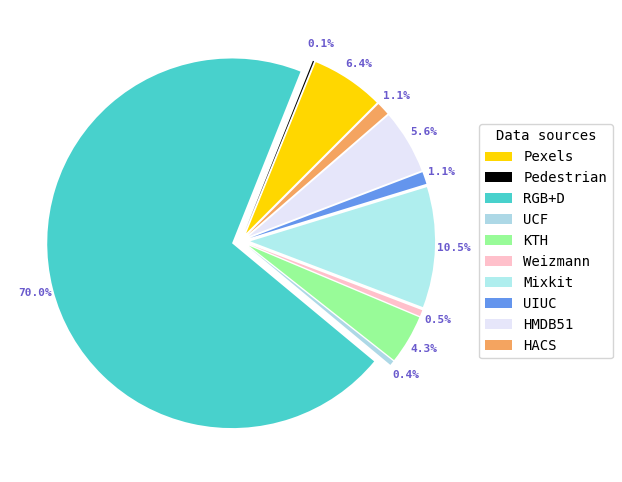 0.1%
6.4%
1.1%
5.6%
1.1%
10.5%
0.5%
4.3%
0.4%
70.0%
Data sources
Pexels
Pedestrian
RGB+D
UCF
KTH
Weizmann
Mixkit
UIUC
HMDB51
HACS